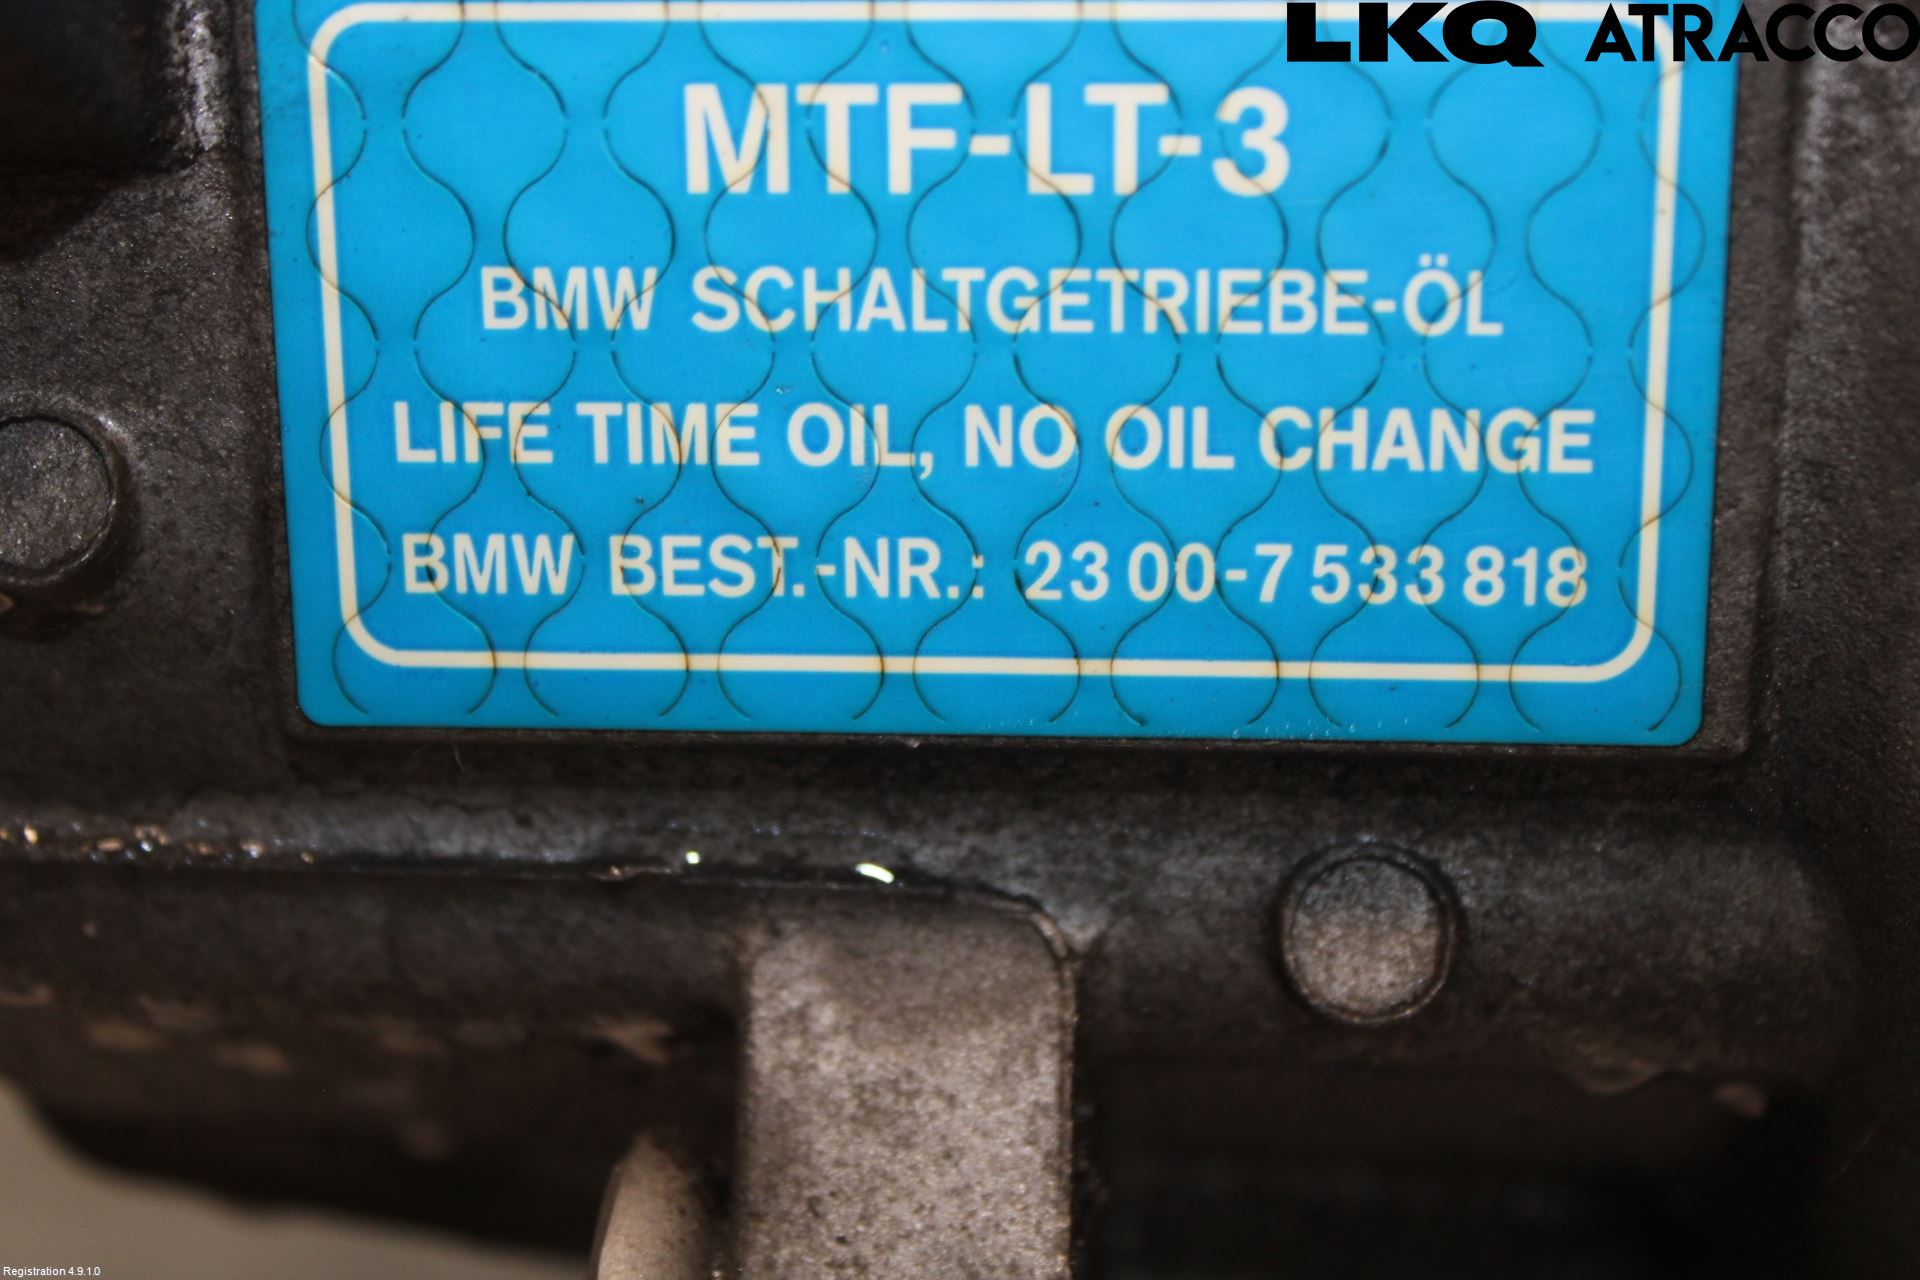 LKQ ATRACCO
MTF-LT-3
BMW SCHALTGETRIEBE-ÖL
LIFE TIME OIL, NO OIL CHANGE
BMW BEST.-NR.: 23 00-7 533 818
Registration 4.9.1.0